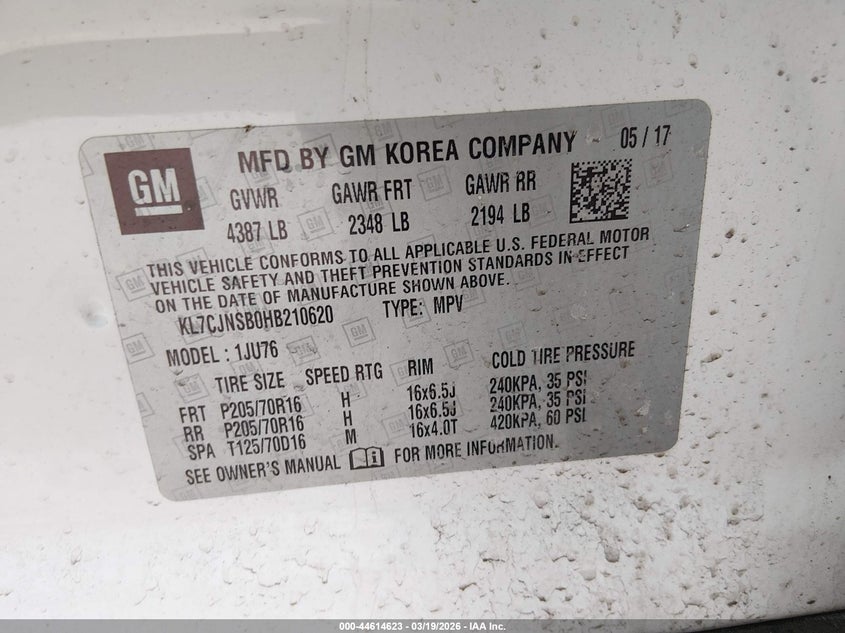 GM
MFD BY GM KOREA COMPANY 05 / 17
GVWR GAWR FRT GAWR RR
4387 LB 2348 LB 2194 LB
THIS VEHICLE CONFORMS TO ALL APPLICABLE U.S. FEDERAL MOTOR
VEHICLE SAFETY AND THEFT PREVENTION STANDARDS IN EFFECT
ON THE DATE OF MANUFACTURE SHOWN ABOVE.
KL7CJNSB0HB210620 TYPE: MPV
MODEL : 1JU76
TIRE SIZE SPEED RTG RIM COLD TIRE PRESSURE
FRT P205/70R16 H 16x6.5J 240KPA, 35 PSI
RR P205/70R16 H 16x6.5J 240KPA, 35 PSI
SPA T125/70D16 M 16x4.0T 420KPA, 60 PSI
SEE OWNER'S MANUAL FOR MORE INFORMATION.
000-44614623 — 03/19/2026 — IAA Inc.